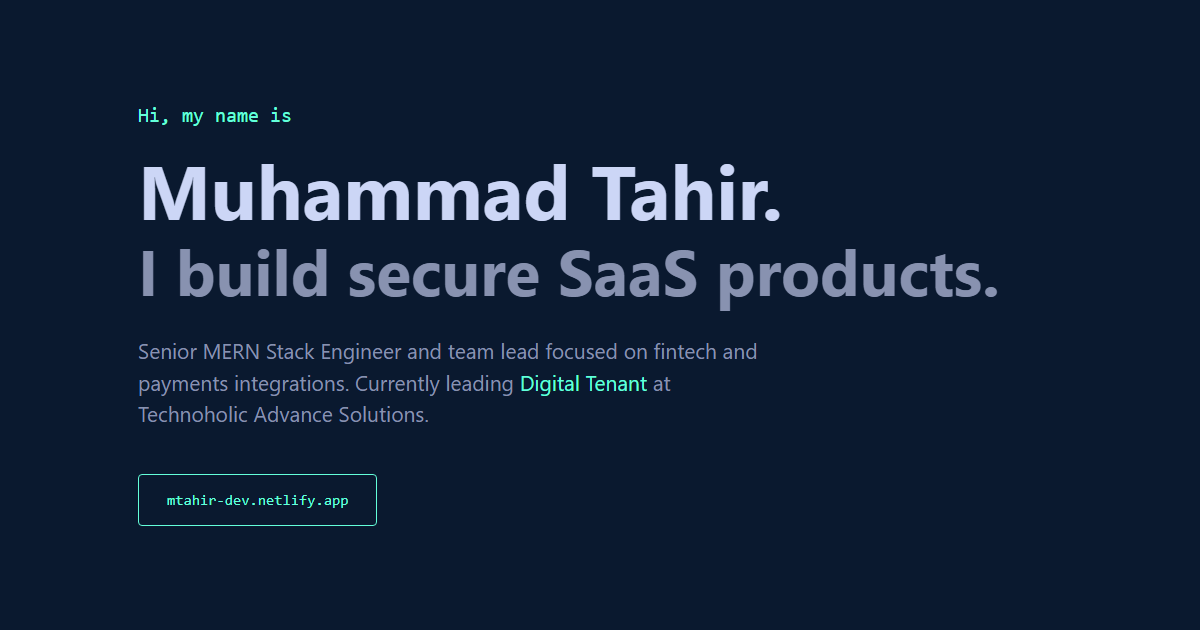 Hi, my name is
Muhammad Tahir.
I build secure SaaS products.
Senior MERN Stack Engineer and team lead focused on fintech and
payments integrations. Currently leading Digital Tenant at
Technoholic Advance Solutions.
mtahir-dev.netlify.app